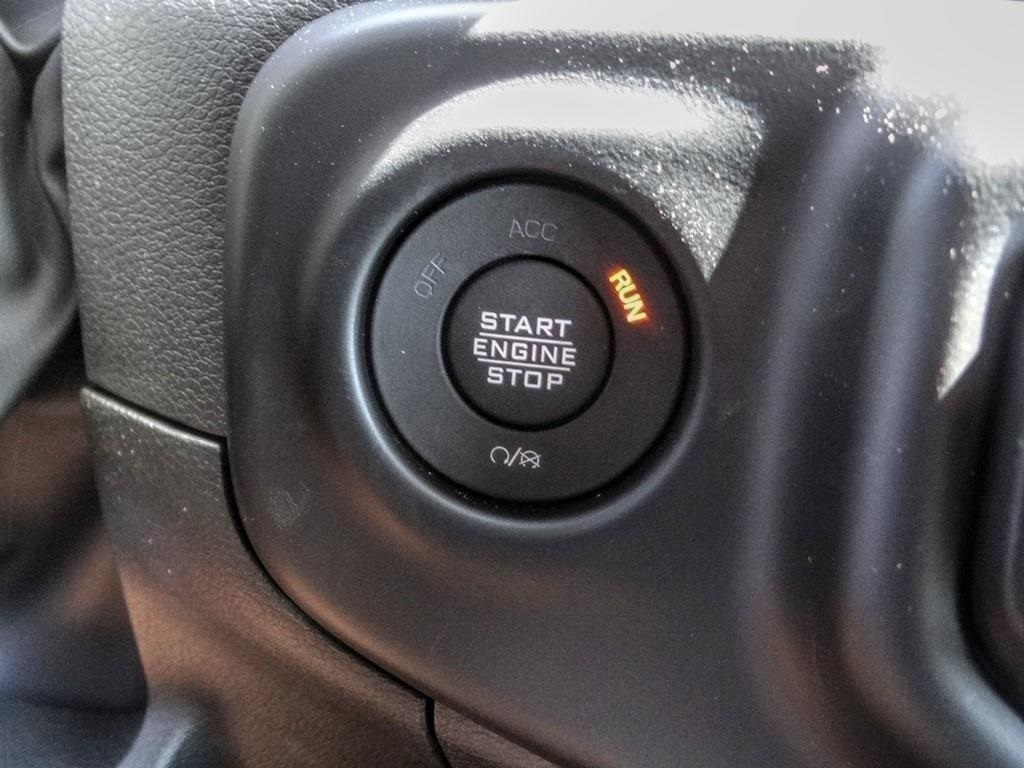 ACC
OFF
RUN
START
ENGINE
STOP